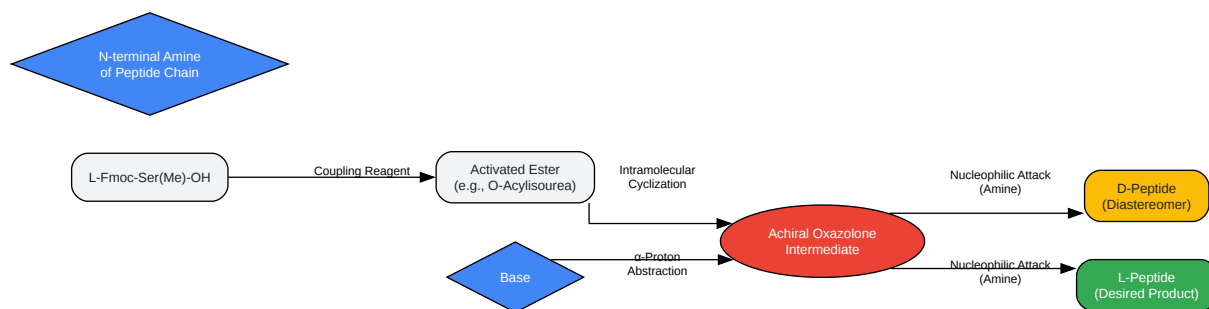 N-terminal Amine
of Peptide Chain
L-Fmoc-Ser(Me)-OH
Coupling Reagent
Activated Ester
(e.g., O-Acylisourea)
Intramolecular
Cyclization
Base
α-Proton
Abstraction
Achiral Oxazolone
Intermediate
Nucleophilic Attack
(Amine)
D-Peptide
(Diastereomer)
Nucleophilic Attack
(Amine)
L-Peptide
(Desired Product)